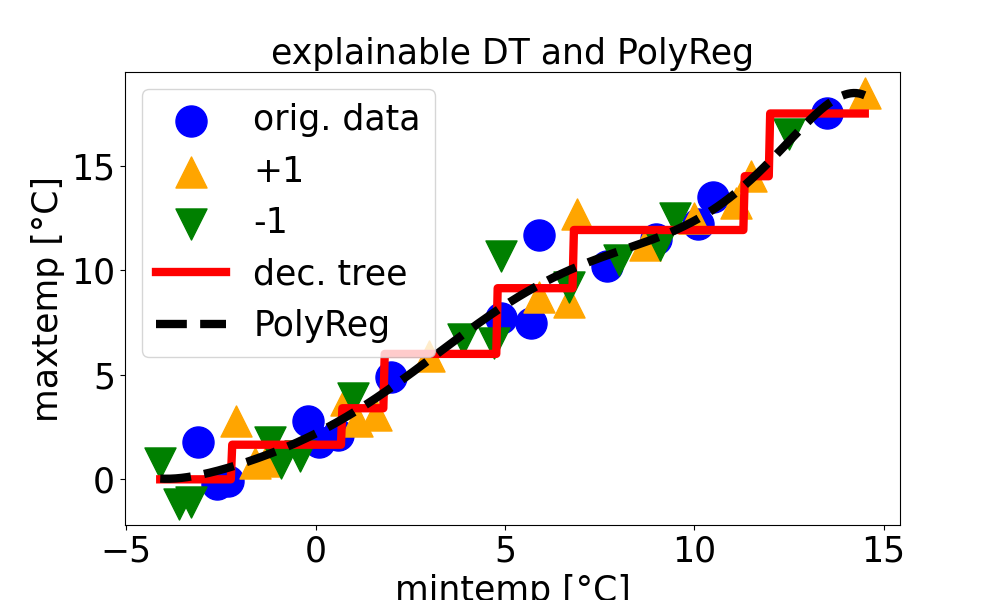 explainable DT and PolyReg
orig. data
+1
-1
dec. tree
PolyReg
maxtemp [°C]
15
10
5
0
−5 0 5 10 15
mintemp [°C]